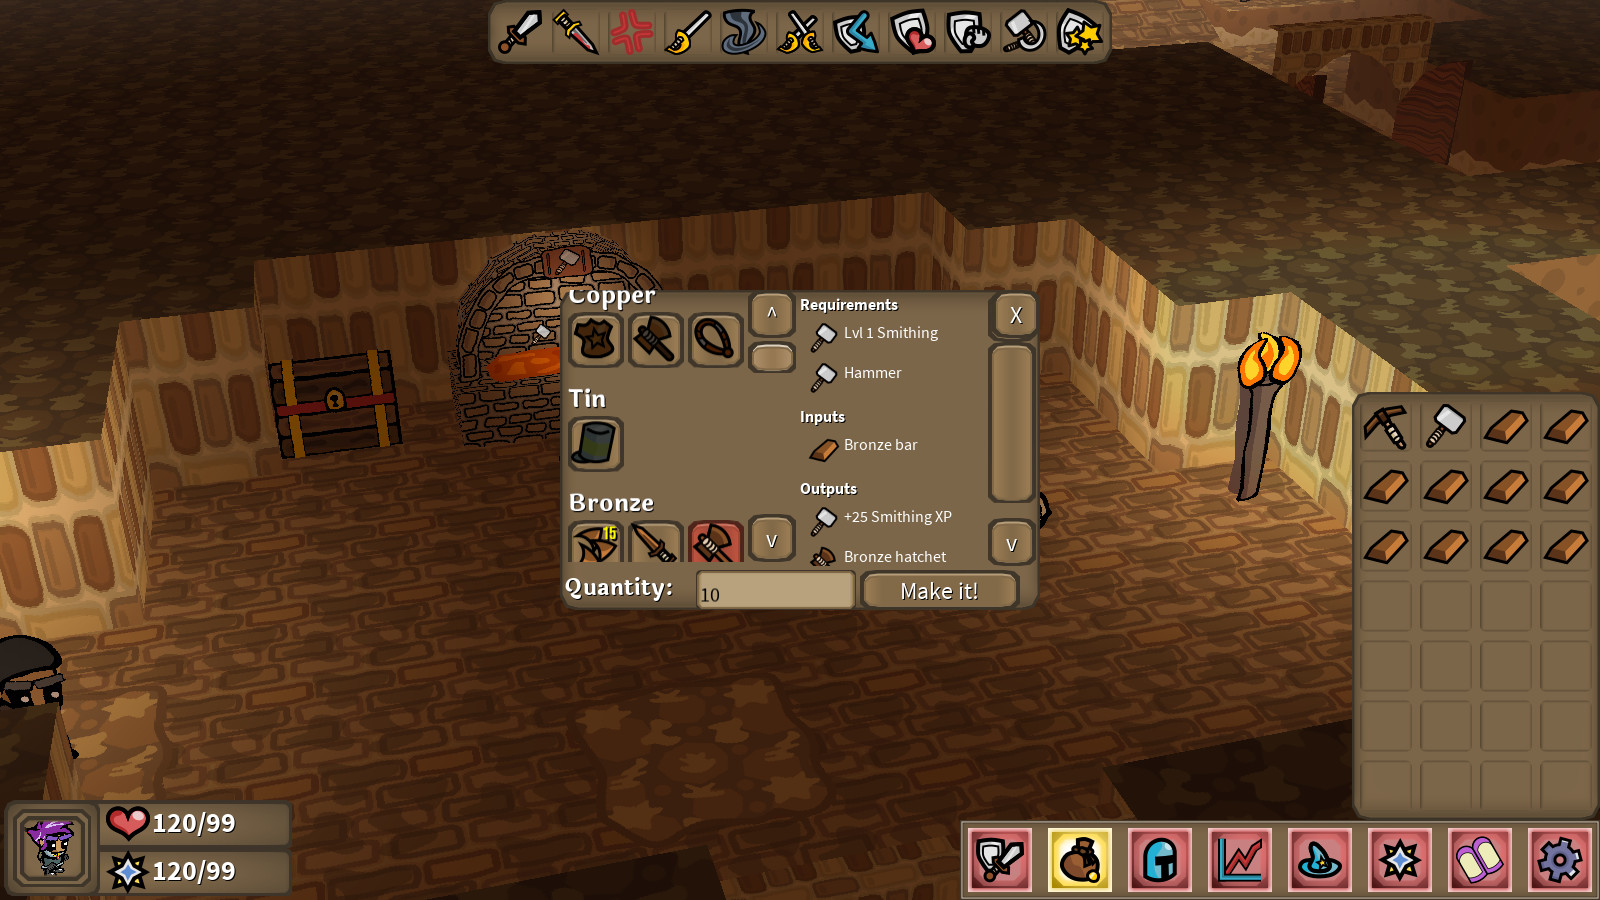 Copper
^
X
Tin
Bronze
15
V
Requirements
Lvl 1 Smithing
Hammer
Inputs
Bronze bar
Outputs
+25 Smithing XP
Bronze hatchet
V
Quantity:
10
Make it!
120/99
120/99